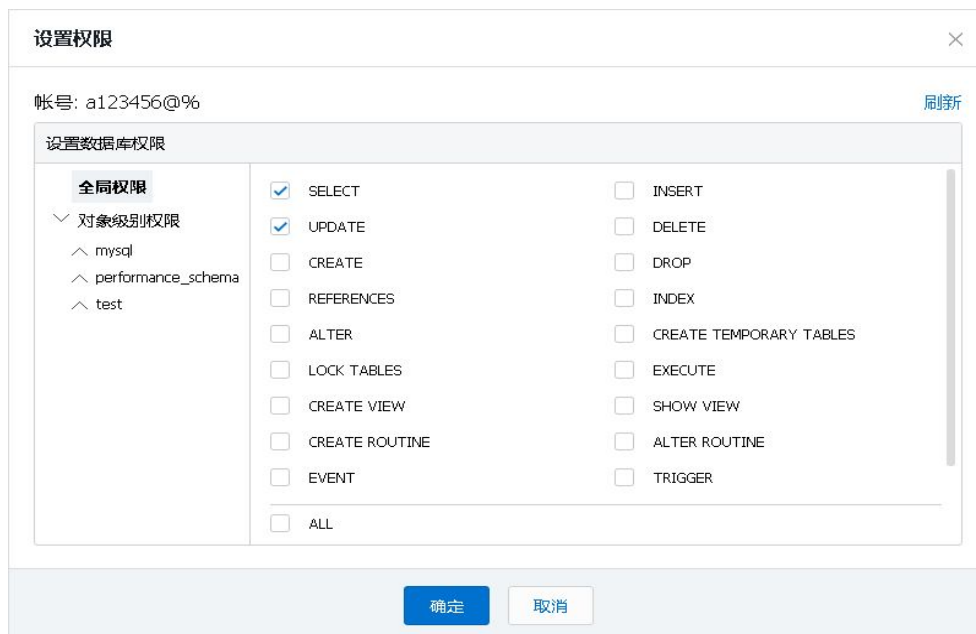 设置权限
帐号: a123456@%
刷新
设置数据库权限
全局权限
对象级别权限
mysql
performance_schema
test
SELECT
INSERT
UPDATE
DELETE
CREATE
DROP
REFERENCES
INDEX
ALTER
CREATE TEMPORARY TABLES
LOCK TABLES
EXECUTE
CREATE VIEW
SHOW VIEW
CREATE ROUTINE
ALTER ROUTINE
EVENT
TRIGGER
ALL
确定
取消